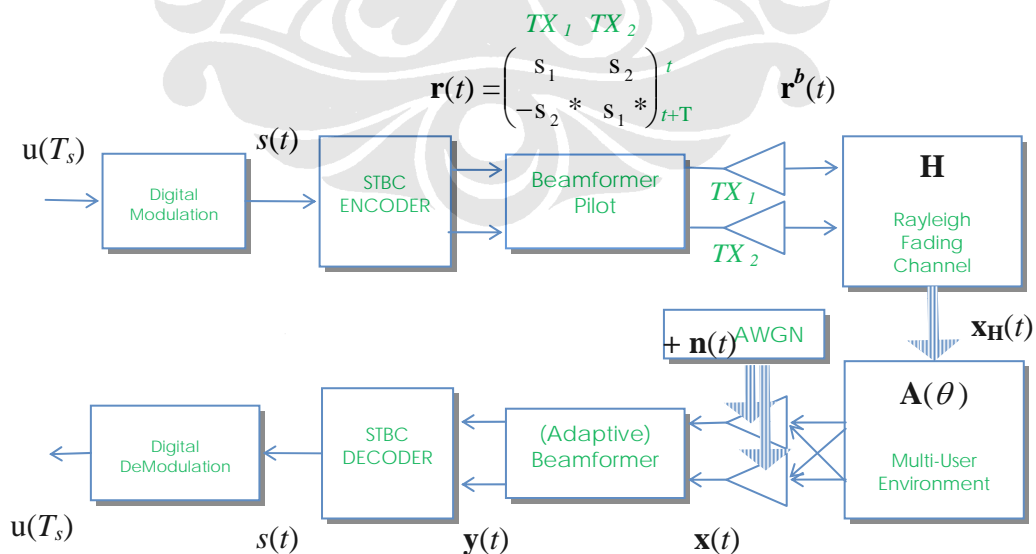 TX 1 TX 2
r(t) = ( s1 s2 ) t
( −s2 * s1 * ) t+T
r^b(t)
u(Ts)
s(t)
Digital
Modulation
STBC
ENCODER
Beamformer
Pilot
TX 1
TX 2
H
Rayleigh
Fading
Channel
xH(t)
+ n(t) AWGN
A(θ)
Multi-User
Environment
(Adaptive)
Beamformer
STBC
DECODER
Digital
DeModulation
u(Ts)
s(t)
y(t)
x(t)